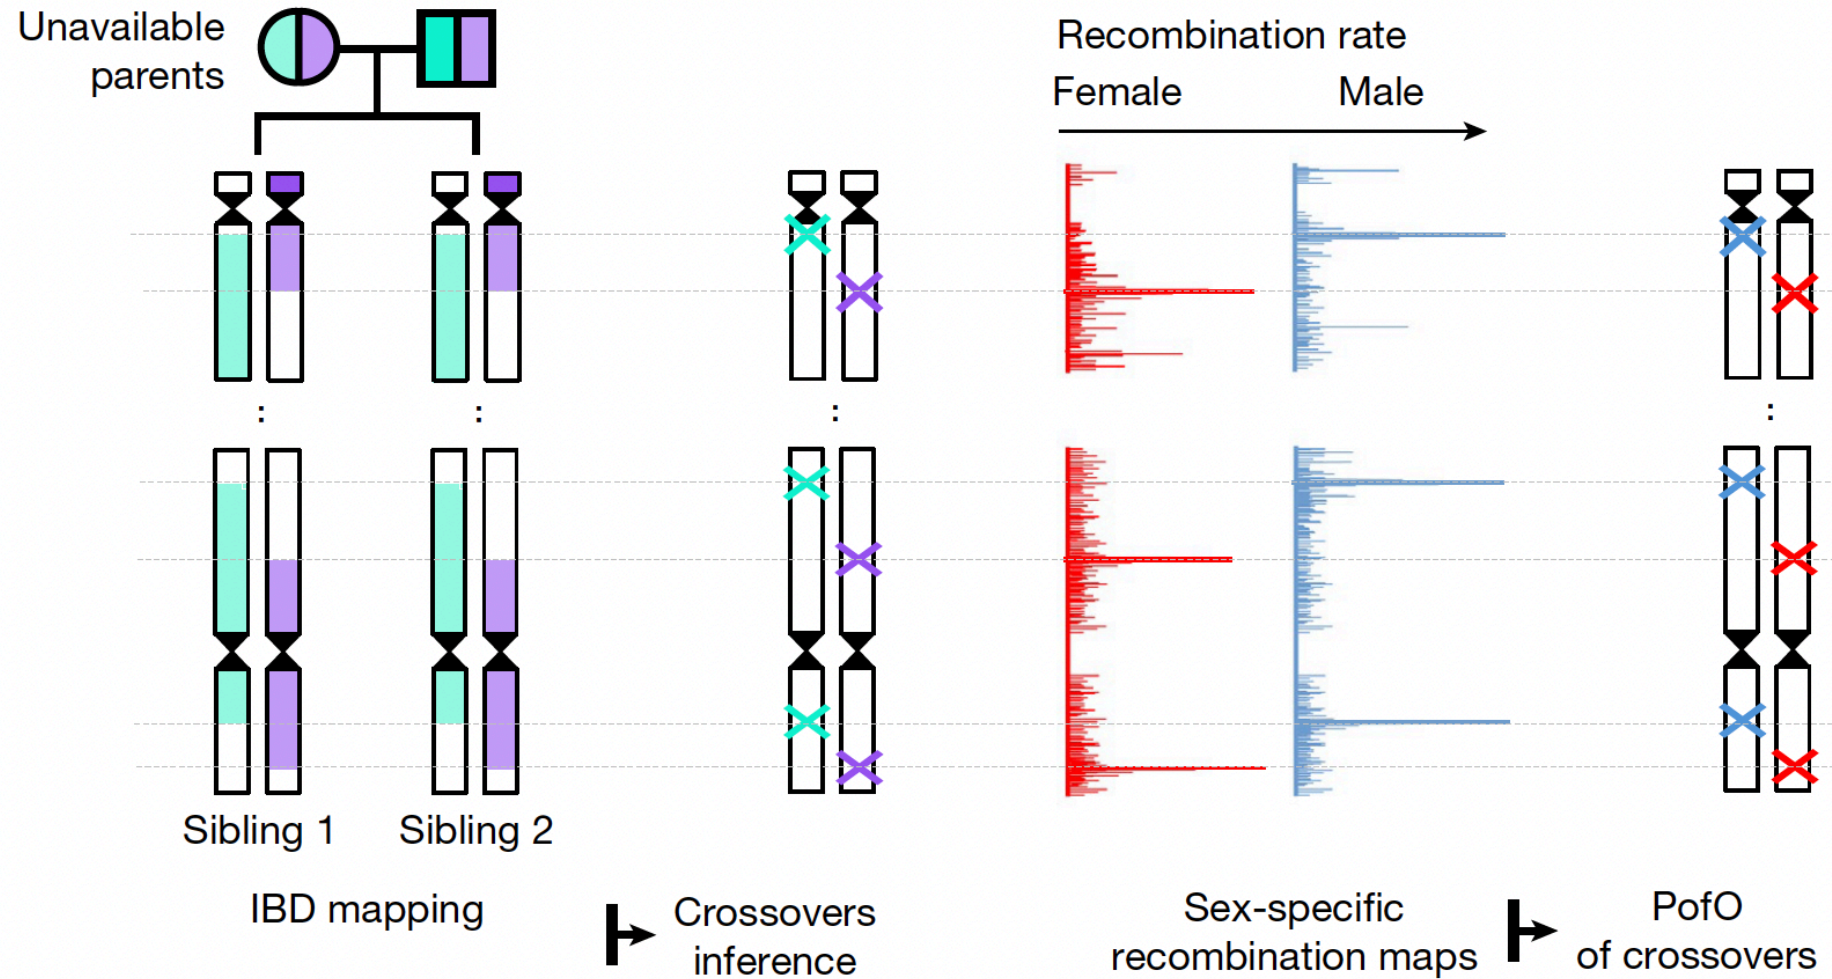 Unavailable
parents
Recombination rate
Female Male
:
:
:
:
Sibling 1 Sibling 2
IBD mapping
Crossovers
inference
Sex-specific
recombination maps
PofO
of crossovers